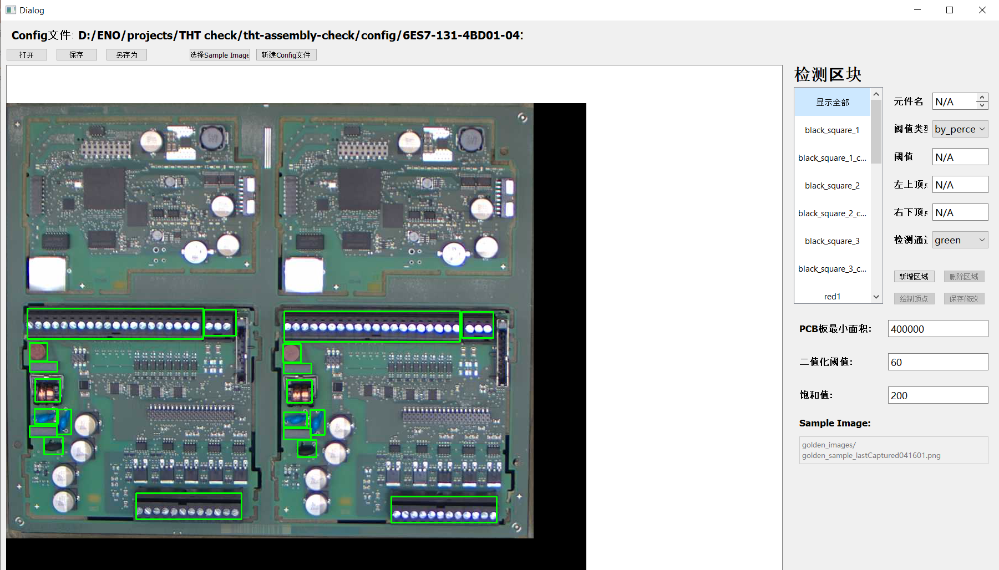 Dialog
Config文件: D:/ENO/projects/THT check/tht-assembly-check/config/6ES7-131-4BD01-04:
打开 保存 另存为 选择Sample Image 新建Config文件
检测区块
显示全部
black_square_1
black_square_1_c...
black_square_2
black_square_2_c...
black_square_3
black_square_3_c...
red1
元件名 N/A
阈值类型 by_perce
阈值 N/A
左上顶点 N/A
右下顶点 N/A
检测通道 green
新增区域 删除区域
绘制顶点 保存修改
PCB板最小面积: 400000
二值化阈值: 60
饱和值: 200
Sample Image:
golden_images/
golden_sample_lastCaptured041601.png